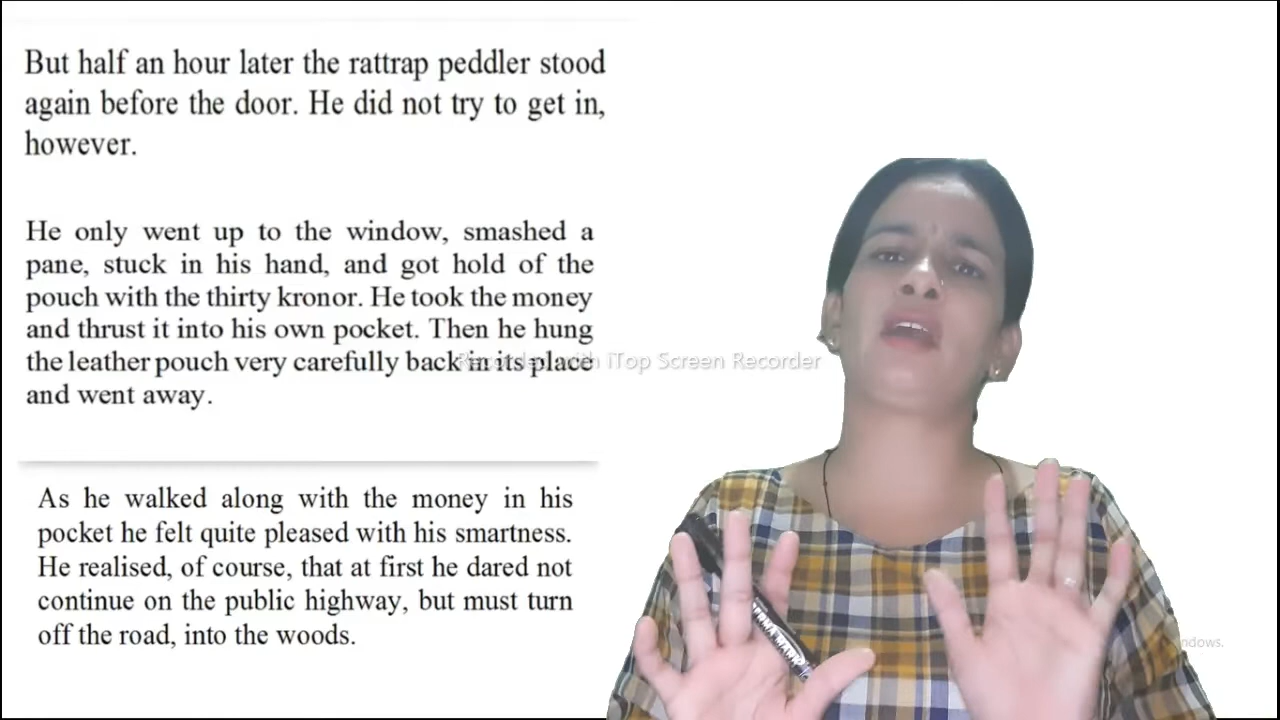 But half an hour later the rattrap peddler stood
again before the door. He did not try to get in,
however.
He only went up to the window, smashed a
pane, stuck in his hand, and got hold of the
pouch with the thirty kronor. He took the money
and thrust it into his own pocket. Then he hung
the leather pouch very carefully back in its place
and went away.
Recorded with iTop Screen Recorder
As he walked along with the money in his
pocket he felt quite pleased with his smartness.
He realised, of course, that at first he dared not
continue on the public highway, but must turn
off the road, into the woods.